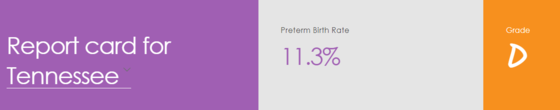 Report card for
Tennessee
Preterm Birth Rate
11.3%
Grade
D